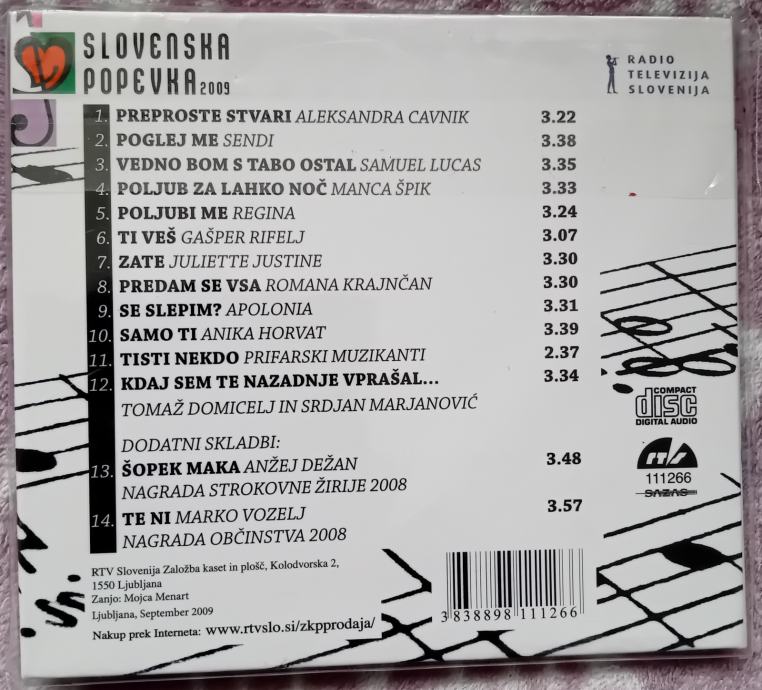 SLOVENSKA
POPEVKA 2009
RADIO
TELEVIZIJA
SLOVENIJA
1. PREPROSTE STVARI ALEKSANDRA CAVNIK 3.22
2. POGLEJ ME SENDI 3.38
3. VEDNO BOM S TABO OSTAL SAMUEL LUCAS 3.35
4. POLJUB ZA LAHKO NOČ MANCA ŠPIK 3.33
5. POLJUBI ME REGINA 3.24
6. TI VEŠ GAŠPER RIFELJ 3.07
7. ZATE JULIETTE JUSTINE 3.30
8. PREDAM SE VSA ROMANA KRAJNČAN 3.30
9. SE SLEPIM? APOLONIA 3.31
10. SAMO TI ANIKA HORVAT 3.39
11. TISTI NEKDO PRIFARSKI MUZIKANTI 2.37
12. KDAJ SEM TE NAZADNJE VPRAŠAL... 3.34
TOMAŽ DOMICELJ IN SRDJAN MARJANOVIĆ
DODATNI SKLADBI:
13. ŠOPEK MAKA ANŽEJ DEŽAN 3.48
NAGRADA STROKOVNE ŽIRIJE 2008
14. TE NI MARKO VOZELJ 3.57
NAGRADA OBČINSTVA 2008
COMPACT
disc
DIGITAL AUDIO
RTVS
111266
SAZAS
RTV Slovenija Založba kaset in plošč, Kolodvorska 2,
1550 Ljubljana
Zanjo: Mojca Menart
Ljubljana, September 2009
Nakup prek Interneta: www.rtvslo.si/zkpprodaja/
3 838898 111266